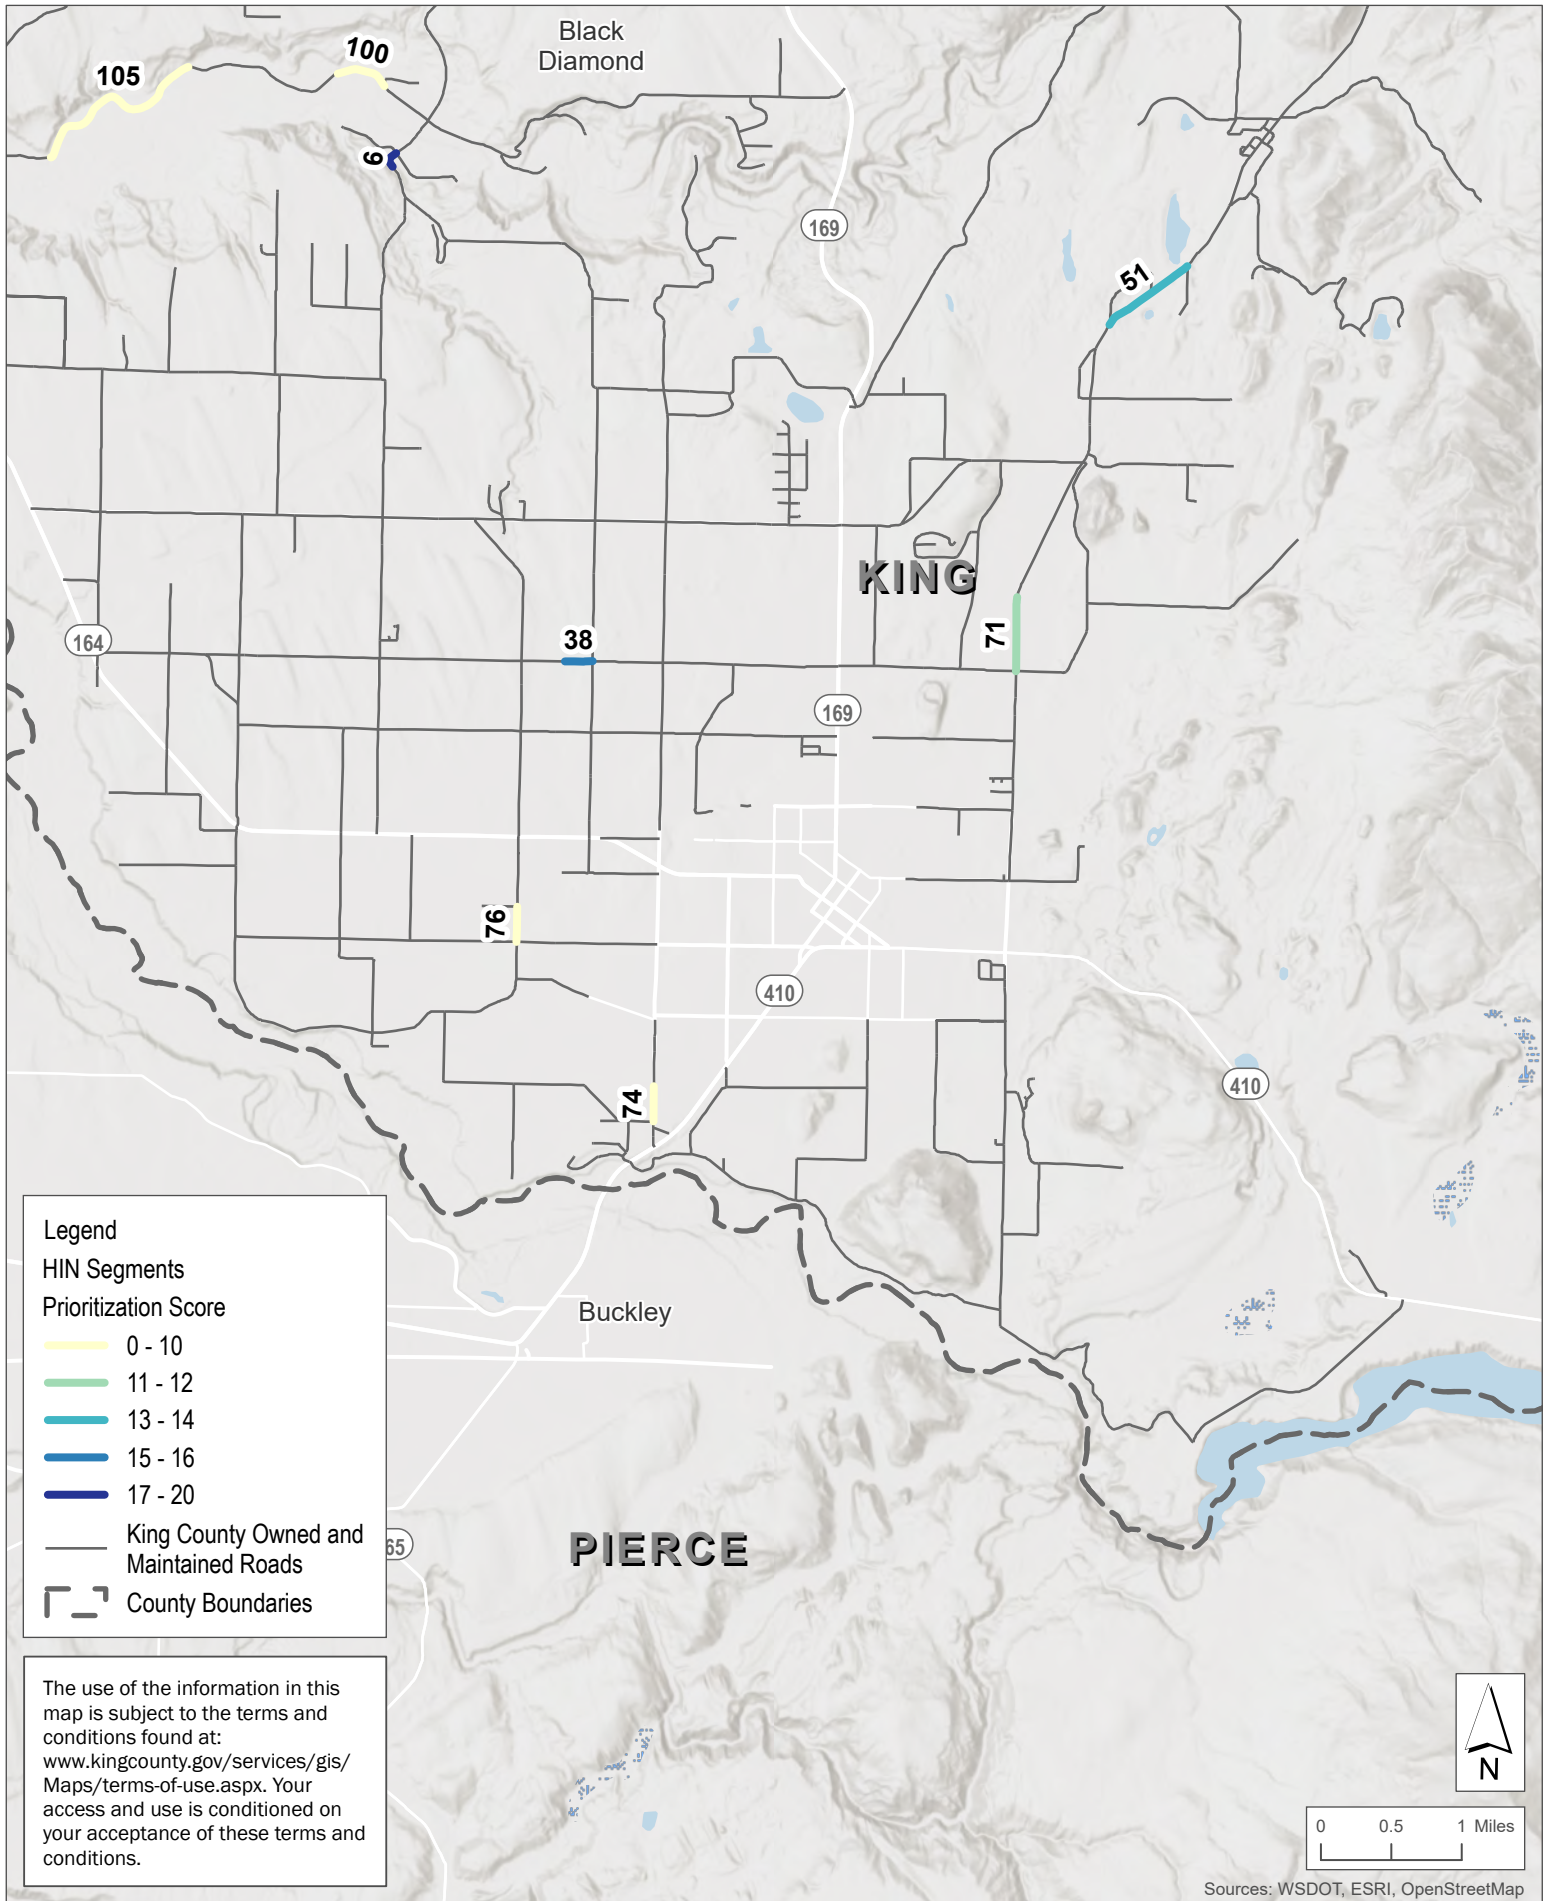 Black
Diamond
100
105
6
169
51
KING
71
38
164
169
76
410
74
410
Legend
HIN Segments
Prioritization Score
0 - 10
11 - 12
13 - 14
15 - 16
17 - 20
King County Owned and
Maintained Roads
County Boundaries
Buckley
65
PIERCE
The use of the information in this
map is subject to the terms and
conditions found at:
www.kingcounty.gov/services/gis/
Maps/terms-of-use.aspx. Your
access and use is conditioned on
your acceptance of these terms and
conditions.
N
0 0.5 1 Miles
Sources: WSDOT, ESRI, OpenStreetMap